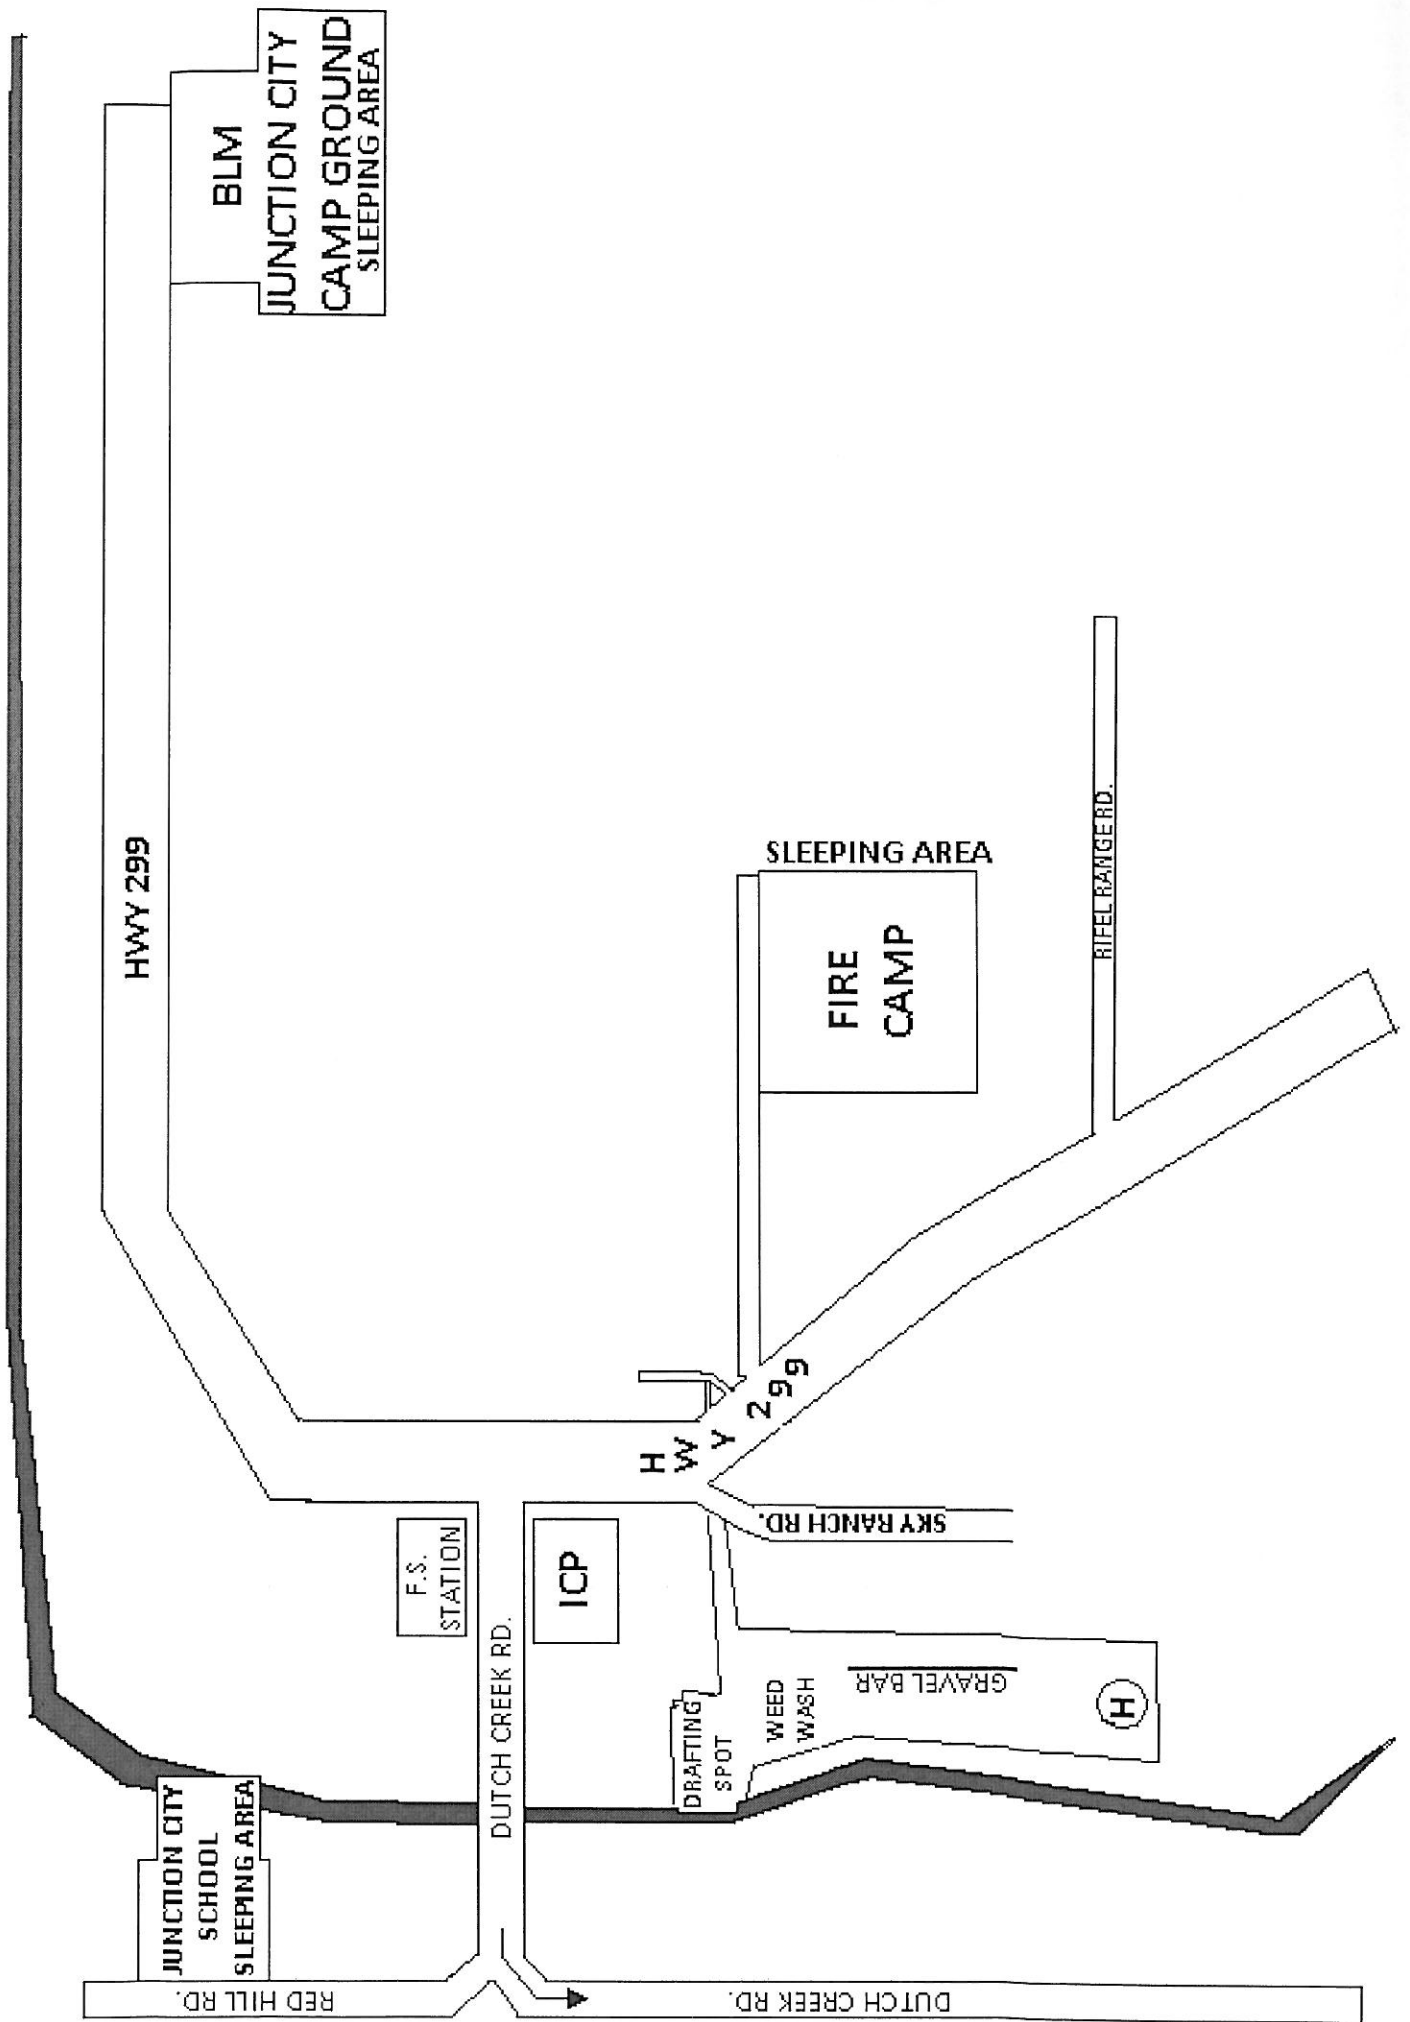 BLM
JUNCTION CITY
CAMP GROUND
SLEEPING AREA
HWY 299
SLEEPING AREA
FIRE
CAMP
RIFEL RANGE RD.
HWY 299
F.S.
STATION
ICP
SKY RANCH RD.
DUTCH CREEK RD.
DRAFTING
SPOT
WEED
WASH
GRAVEL BAR
H
JUNCTION CITY
SCHOOL
SLEEPING AREA
RED HILL RD.
DUTCH CREEK RD.